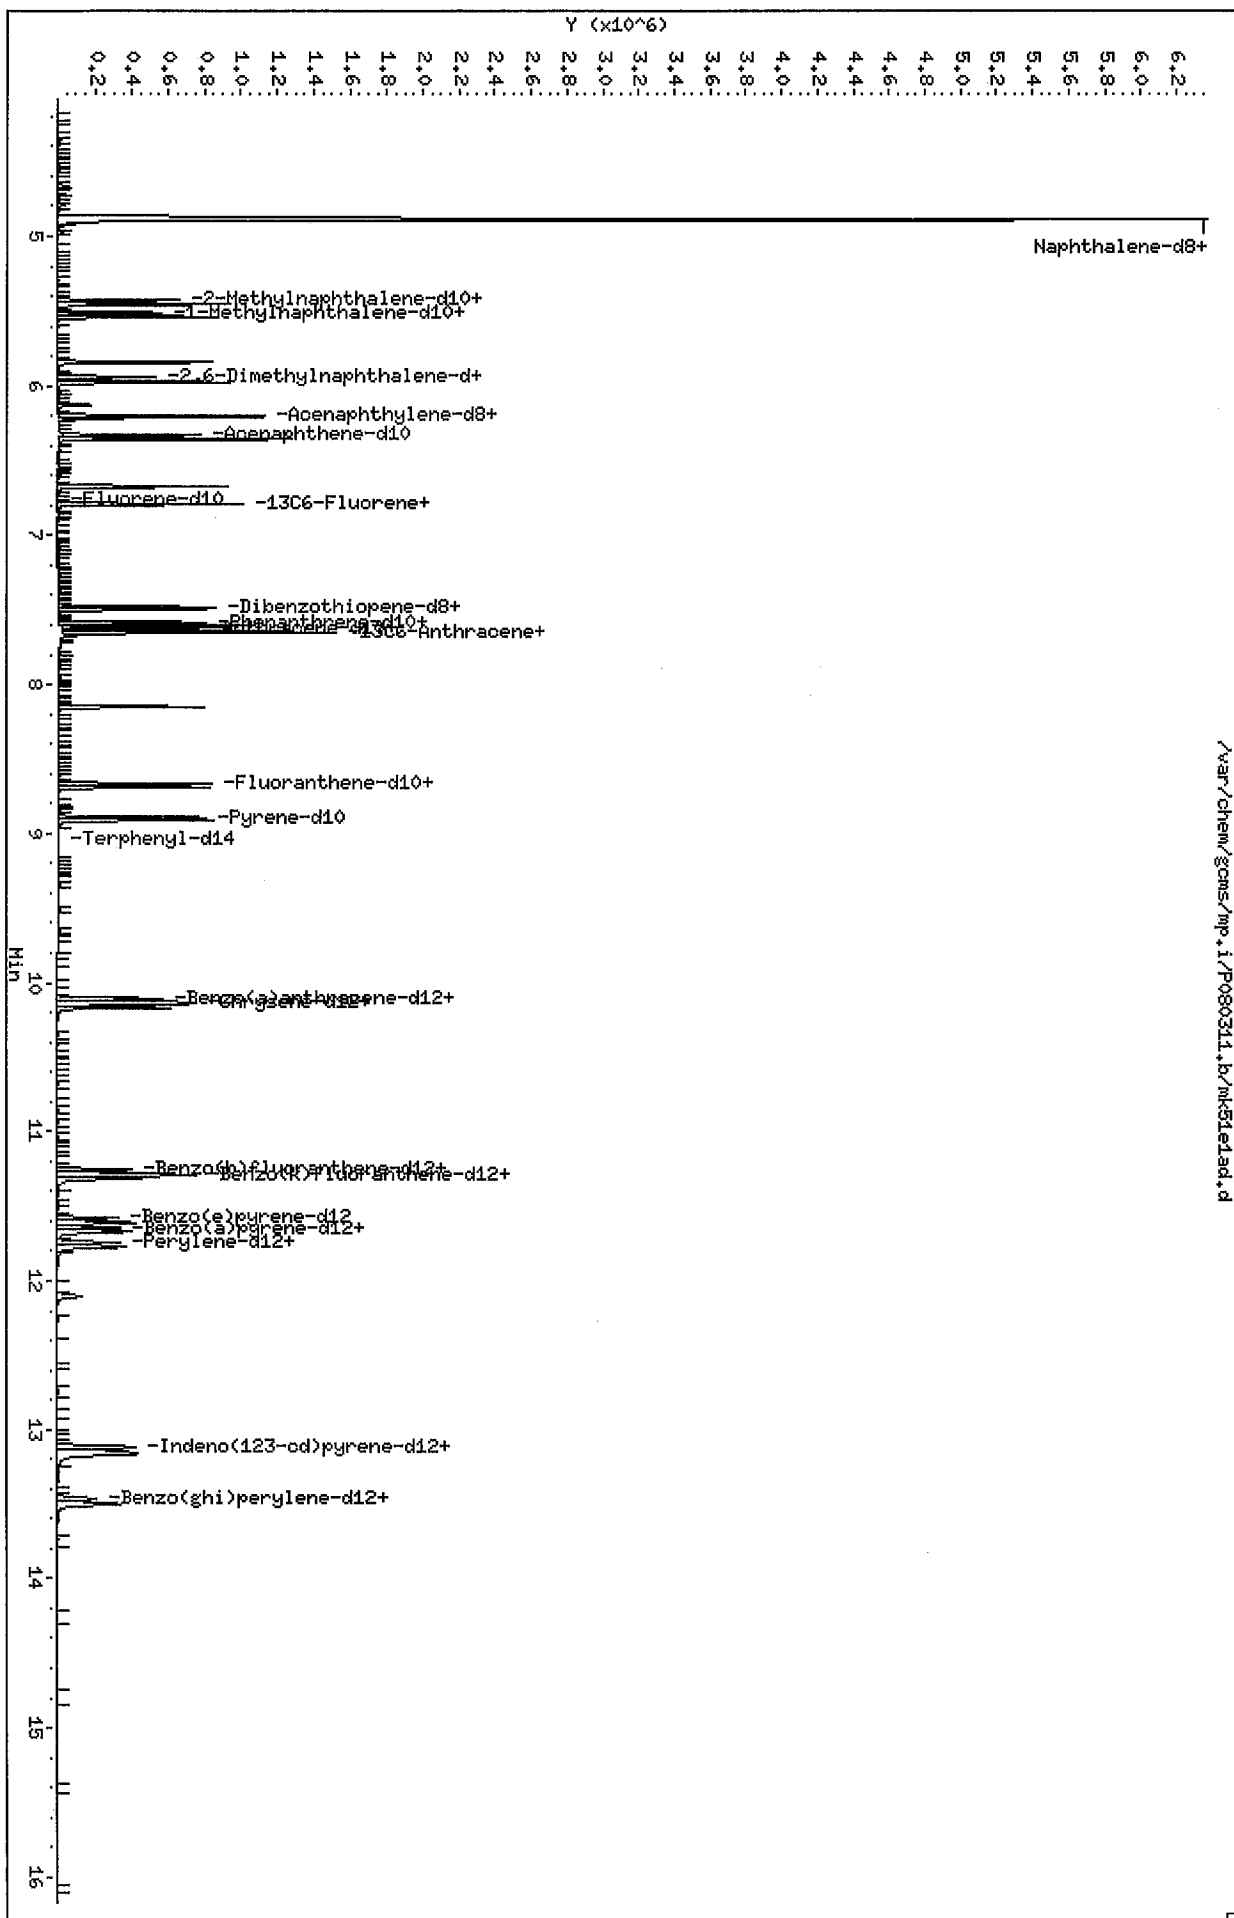 Y (x10^6)
0.2
0.4
0.6
0.8
1.0
1.2
1.4
1.6
1.8
2.0
2.2
2.4
2.6
2.8
3.0
3.2
3.4
3.6
3.8
4.0
4.2
4.4
4.6
4.8
5.0
5.2
5.4
5.6
5.8
6.0
6.2
Naphthalene-d8+
-2-Methylnaphthalene-d10+
-1-Methylnaphthalene-d10+
-2,6-Dimethylnaphthalene-d+
-Acenaphthylene-d8+
-Acenaphthene-d10
-Fluorene-d10
-13C6-Fluorene+
-Dibenzothiopene-d8+
-Phenanthrene-d10+
-13C6-Anthracene+
-Fluoranthene-d10+
-Pyrene-d10
-Terphenyl-d14
-Benzo(a)anthracene-d12+
-Chrysene-d12+
-Benzo(b)fluoranthene-d12+
-Benzo(k)fluoranthene-d12+
-Benzo(e)pyrene-d12
-Benzo(a)pyrene-d12+
-Perylene-d12+
-Indeno(123-cd)pyrene-d12+
-Benzo(ghi)perylene-d12+
5
6
7
8
9
10
11
12
13
14
15
16
Min
/var/chem/gcms/mp.i/P080311.b/mk51e1ad.d